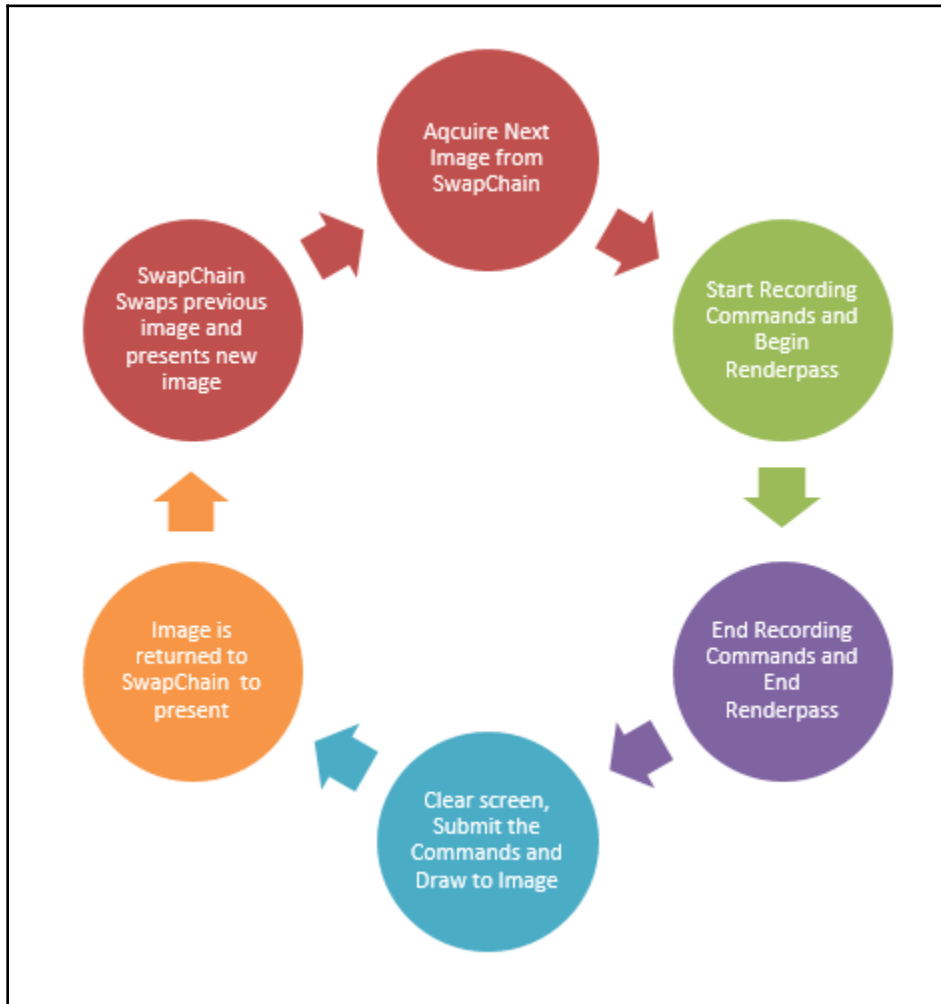 Aqcuire Next
Image from
SwapChain
Start Recording
Commands and
Begin
Renderpass
End Recording
Commands and
End
Renderpass
Clear screen,
Submit the
Commands and
Draw to Image
Image is
returned to
SwapChain to
present
SwapChain
Swaps previous
image and
presents new
image